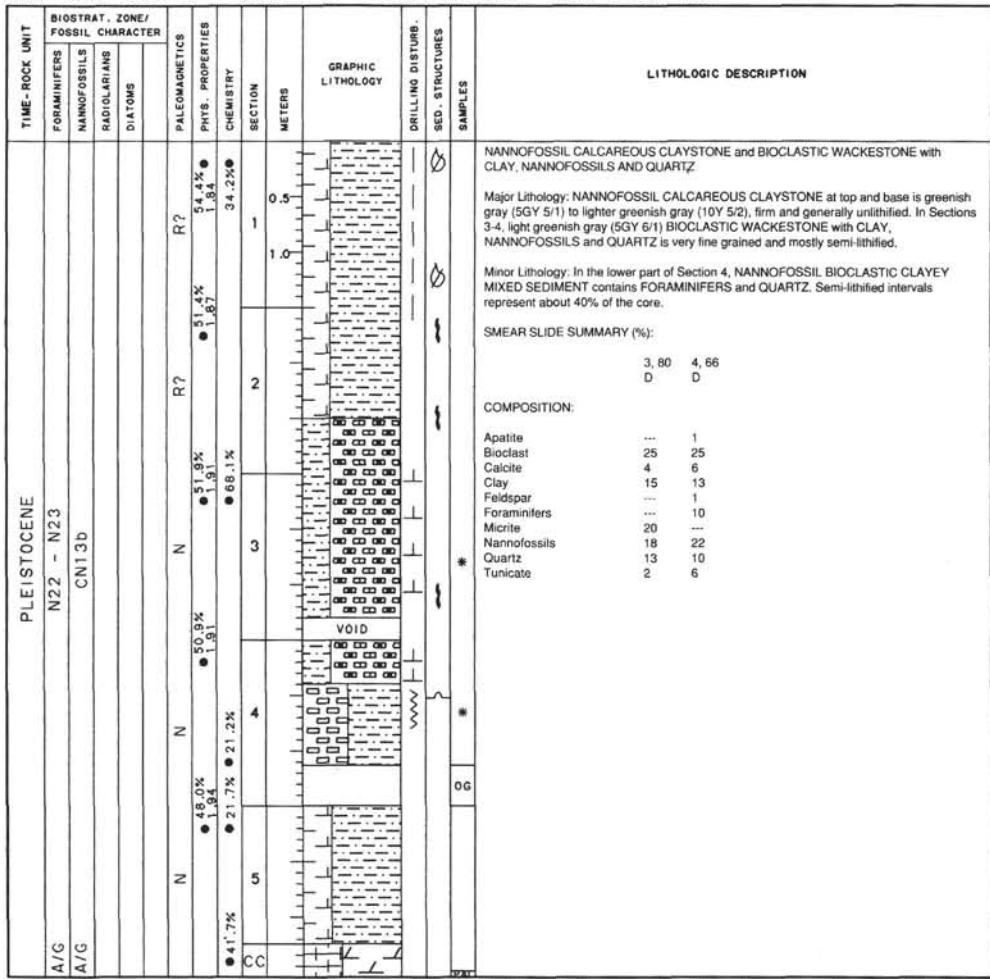 TIME-ROCK UNIT
BIOSTRAT. ZONE/
FOSSIL CHARACTER
FORAMINIFERS
NANNOFOSSILS
RADIOLARIANS
DIATOMS
PALEOMAGNETICS
PHYS. PROPERTIES
CHEMISTRY
SECTION
METERS
GRAPHIC
LITHOLOGY
DRILLING DISTURB.
SED. STRUCTURES
SAMPLES
LITHOLOGIC DESCRIPTION
PLEISTOCENE
N22 - N23
A/G
CN13b
A/G
R?
R?
N
N
N
54.4%
1.84
51.4%
1.87
51.9%
1.91
50.9%
1.91
48.0%
1.94
34.2%
68.1%
21.2%
21.7%
41.7%
1
2
3
4
5
CC
0.5
1.0
VOID
*
*
OG
NANNOFOSSIL CALCAREOUS CLAYSTONE and BIOCLASTIC WACKESTONE with
CLAY, NANNOFOSSILS AND QUARTZ
Major Lithology: NANNOFOSSIL CALCAREOUS CLAYSTONE at top and base is greenish
gray (5GY 5/1) to lighter greenish gray (10Y 5/2), firm and generally unlithified. In Sections
3-4, light greenish gray (5GY 6/1) BIOCLASTIC WACKESTONE with CLAY,
NANNOFOSSILS and QUARTZ is very fine grained and mostly semi-lithified.
Minor Lithology: In the lower part of Section 4, NANNOFOSSIL BIOCLASTIC CLAYEY
MIXED SEDIMENT contains FORAMINIFERS and QUARTZ. Semi-lithified intervals
represent about 40% of the core.
SMEAR SLIDE SUMMARY (%):
3, 80 4, 66
D D
COMPOSITION:
Apatite --- 1
Bioclast 25 25
Calcite 4 6
Clay 15 13
Feldspar --- 1
Foraminifers --- 10
Micrite 20 ---
Nannofossils 18 22
Quartz 13 10
Tunicate 2 6